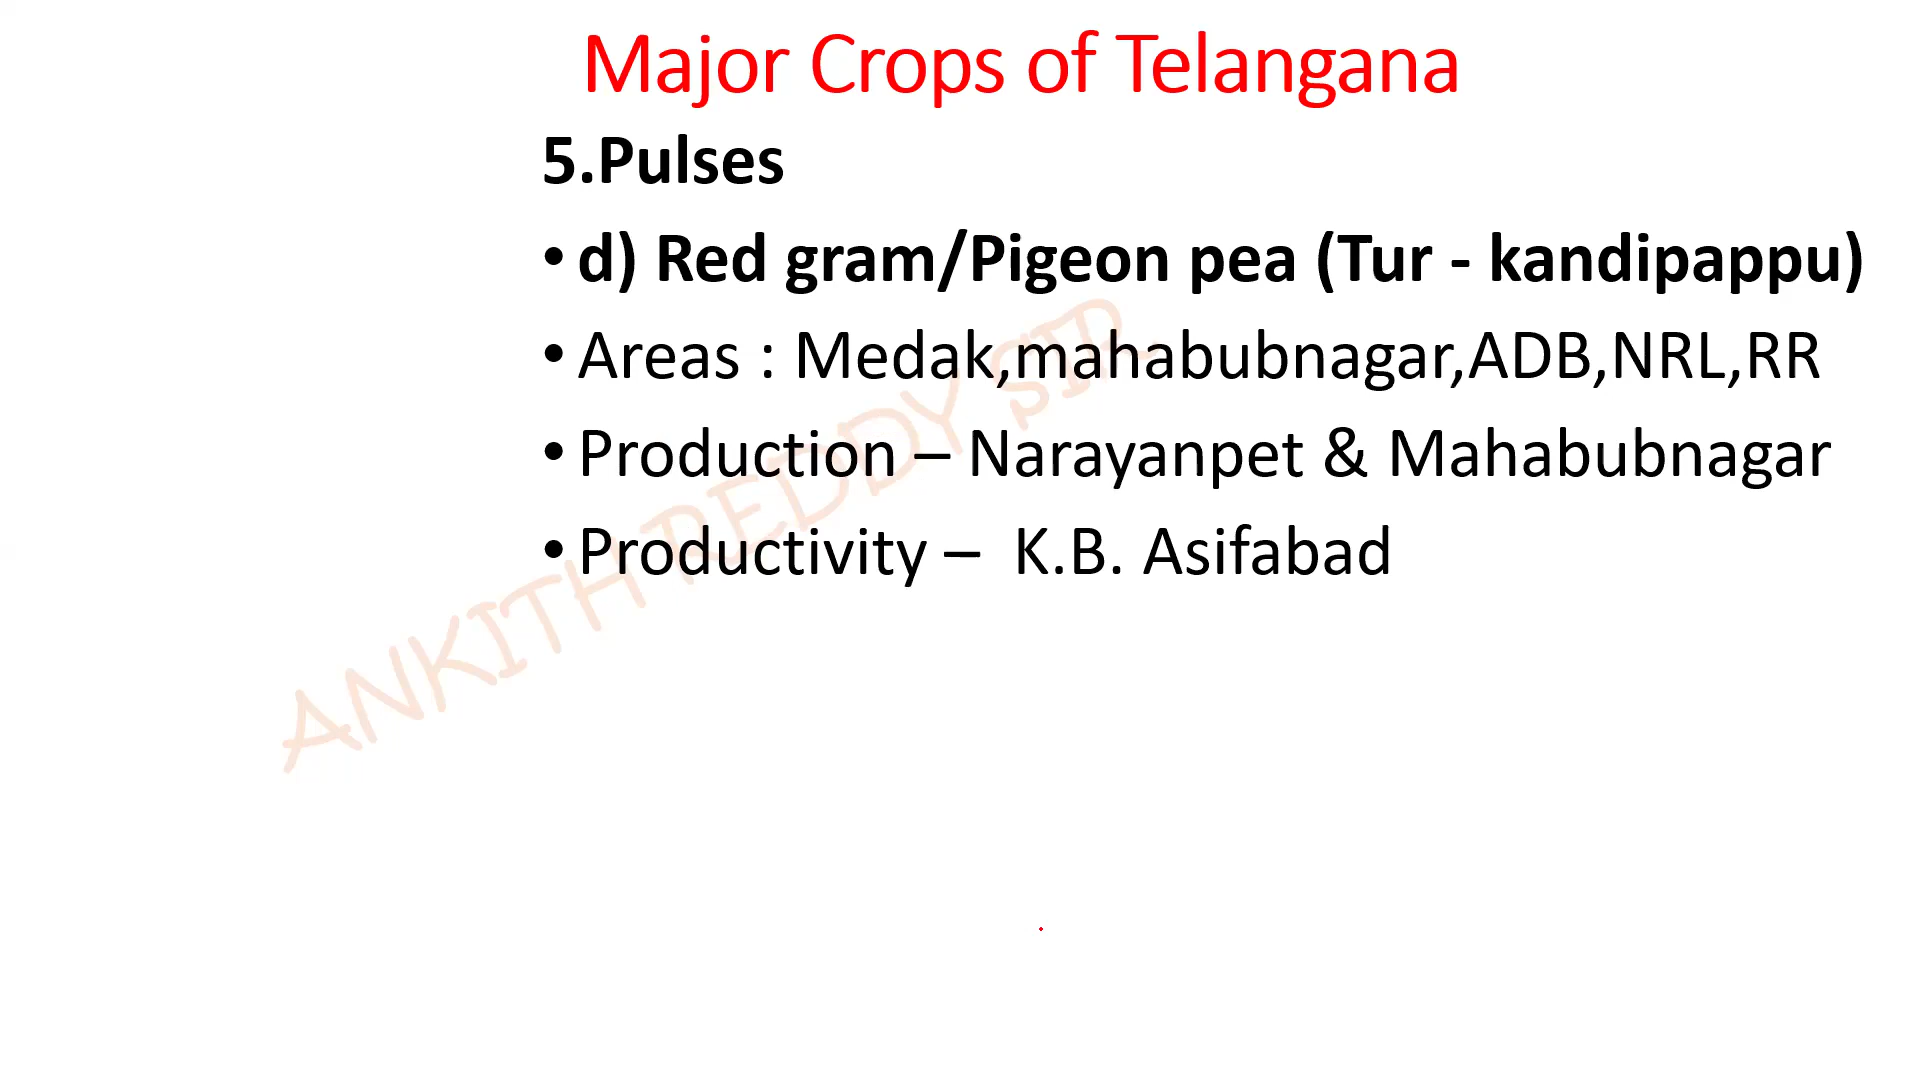 Major Crops of Telangana
5.Pulses
• d) Red gram/Pigeon pea (Tur - kandipappu)
• Areas : Medak,mahabubnagar,ADB,NRL,RR
• Production – Narayanpet & Mahabubnagar
• Productivity – K.B. Asifabad
ANKITH REDDY SIR